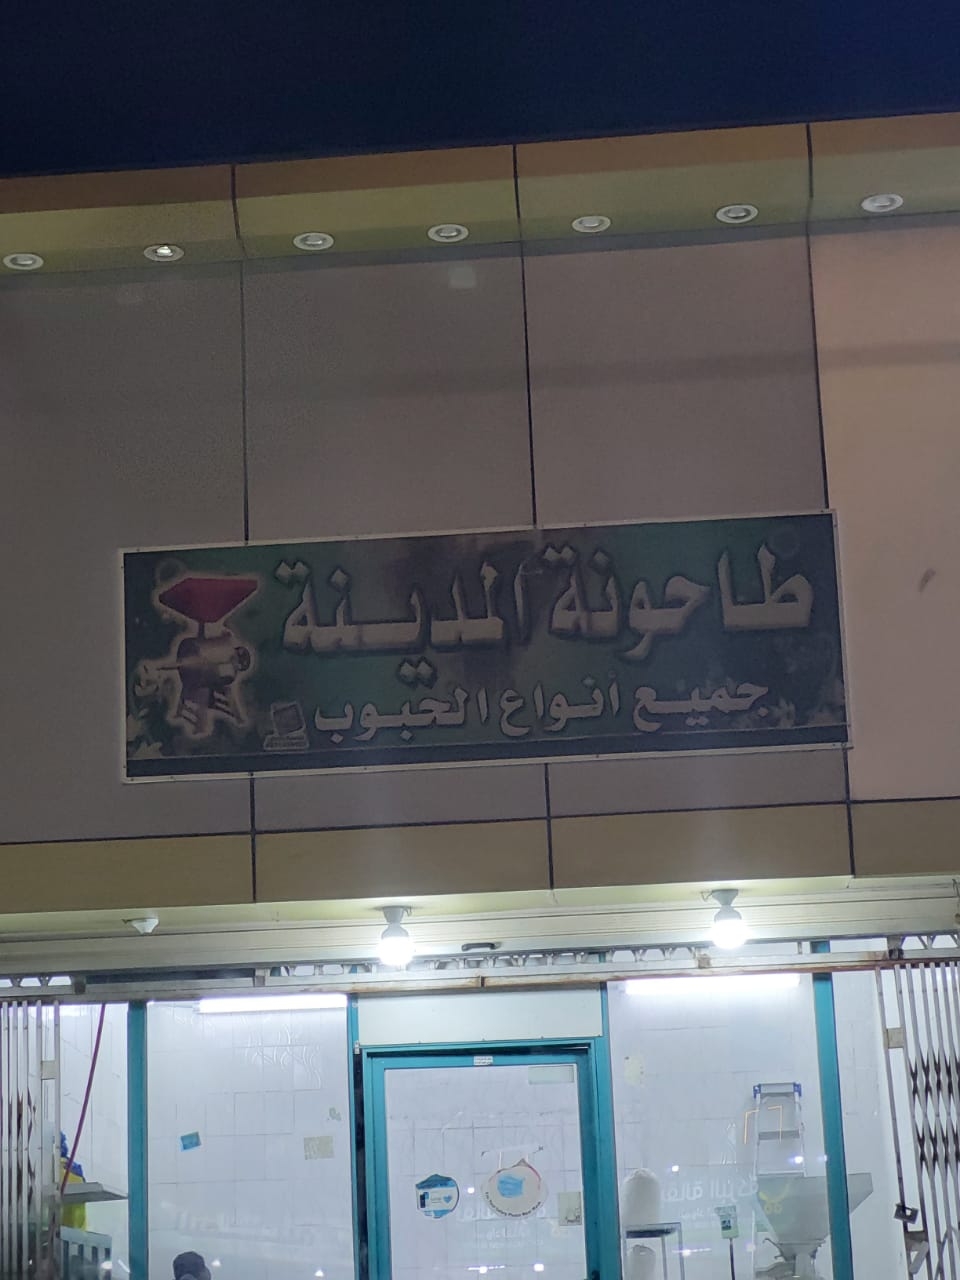 طاحونة المدينة
جميع أنواع الحبوب